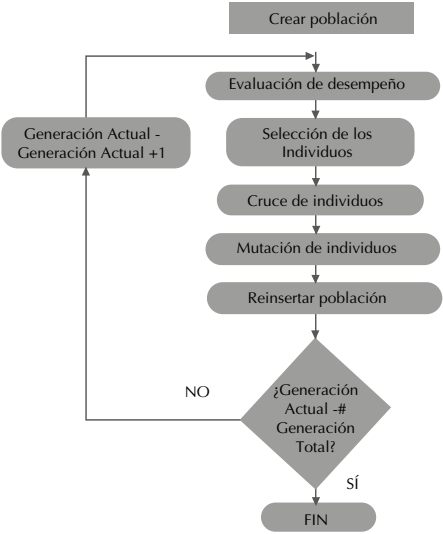 Crear población
Evaluación de desempeño
Generación Actual -
Generación Actual +1
Selección de los
Individuos
Cruce de individuos
Mutación de individuos
Reinsertar población
NO
¿Generación
Actual -#
Generación
Total?
SÍ
FIN